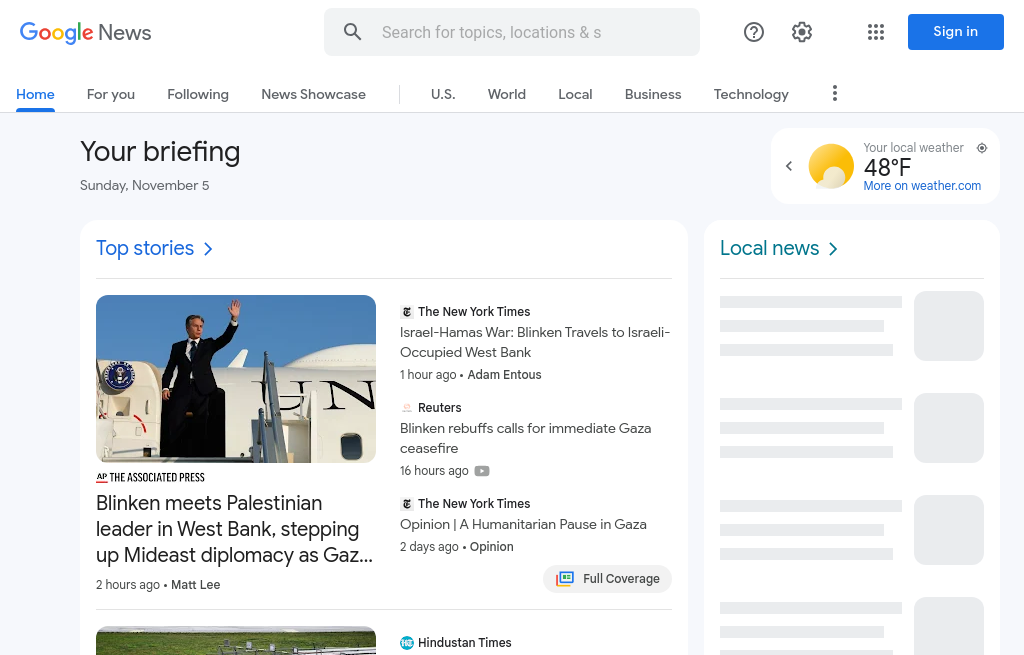 Google News
Search for topics, locations & s
Sign in
Home
For you
Following
News Showcase
U.S.
World
Local
Business
Technology
Your briefing
Sunday, November 5
Your local weather
48°F
More on weather.com
Top stories
Local news
UN
AP THE ASSOCIATED PRESS
Blinken meets Palestinian
leader in West Bank, stepping
up Mideast diplomacy as Gaz...
2 hours ago • Matt Lee
The New York Times
Israel-Hamas War: Blinken Travels to Israeli-
Occupied West Bank
1 hour ago • Adam Entous
Reuters
Blinken rebuffs calls for immediate Gaza
ceasefire
16 hours ago
The New York Times
Opinion | A Humanitarian Pause in Gaza
2 days ago • Opinion
Full Coverage
HT Hindustan Times